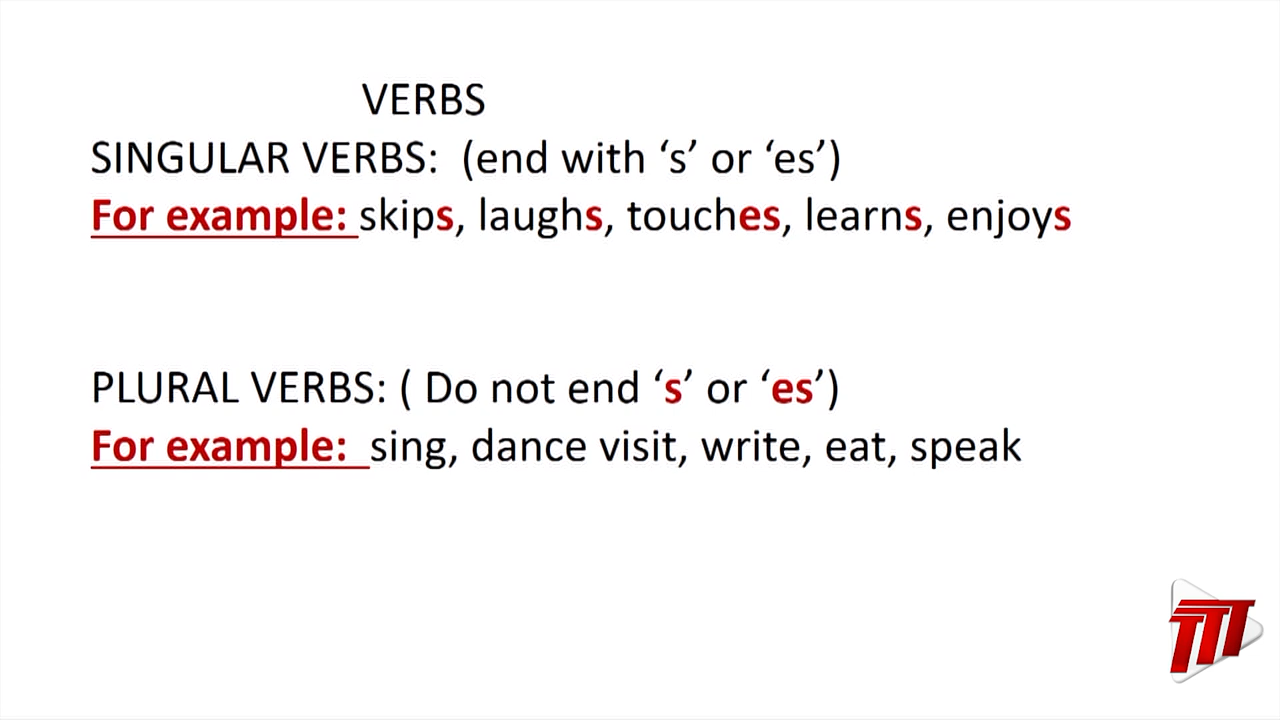 VERBS
SINGULAR VERBS: (end with ‘s’ or ‘es’)
For example: skips, laughs, touches, learns, enjoys
PLURAL VERBS: ( Do not end ‘s’ or ‘es’)
For example: sing, dance visit, write, eat, speak
TTT